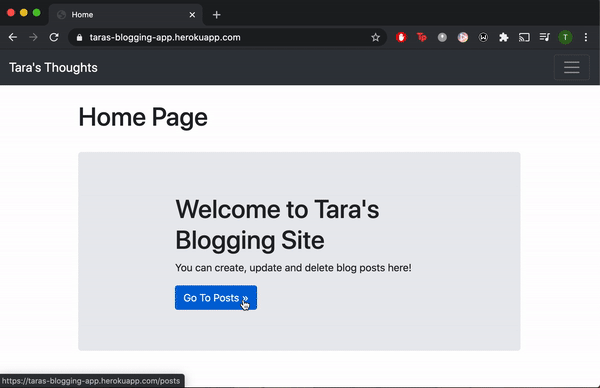 Home
taras-blogging-app.herokuapp.com
Tp
T
Tara's Thoughts
Home Page
Welcome to Tara's
Blogging Site
You can create, update and delete blog posts here!
Go To Posts »
https://taras-blogging-app.herokuapp.com/posts